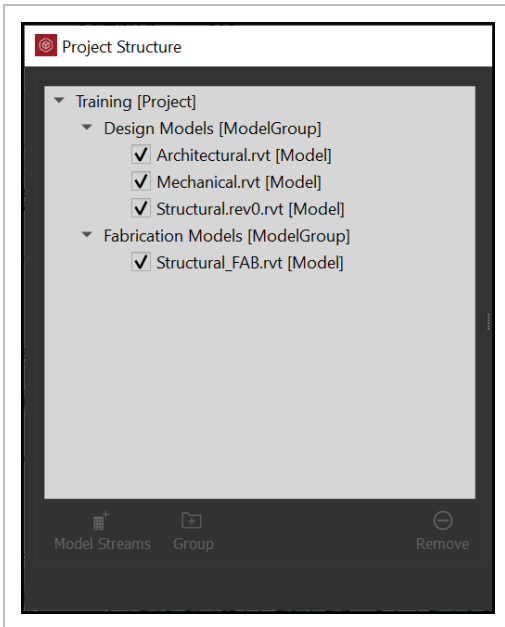 Project Structure
Training [Project]
Design Models [ModelGroup]
Architectural.rvt [Model]
Mechanical.rvt [Model]
Structural.rev0.rvt [Model]
Fabrication Models [ModelGroup]
Structural_FAB.rvt [Model]
Model Streams Group Remove